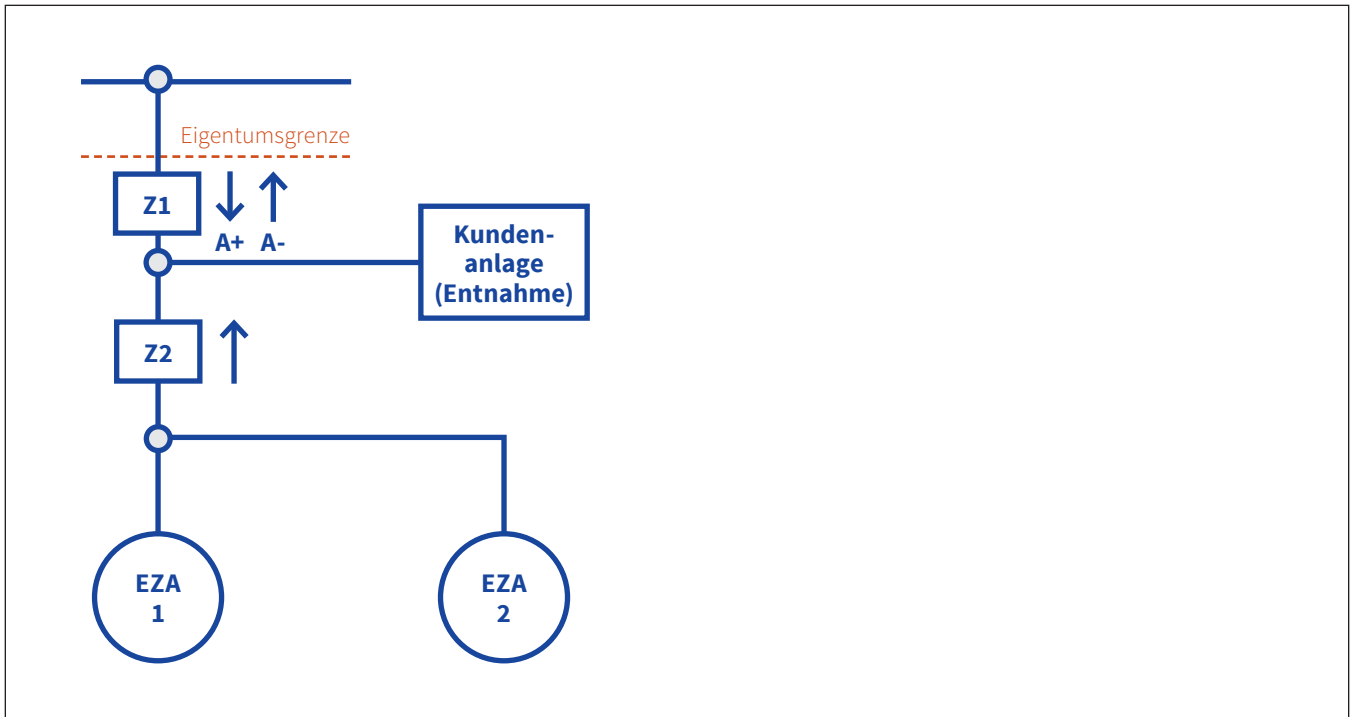 Eigentumsgrenze
Z1
A+ A-
Kunden-
anlage
(Entnahme)
Z2
EZA
1
EZA
2